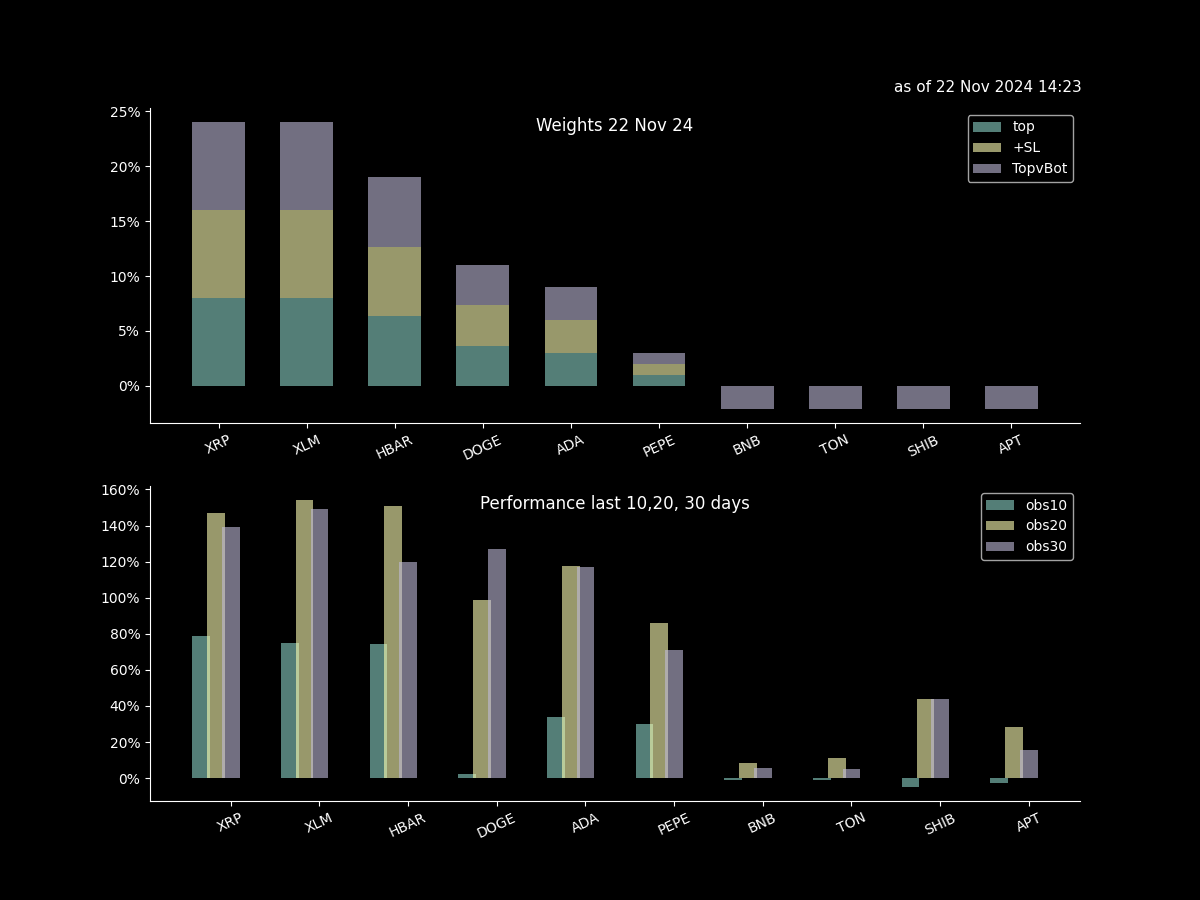 as of 22 Nov 2024 14:23
Weights 22 Nov 24
top
+SL
TopvBot
25%
20%
15%
10%
5%
0%
XRP XLM HBAR DOGE ADA PEPE BNB TON SHIB APT
Performance last 10,20, 30 days
obs10
obs20
obs30
160%
140%
120%
100%
80%
60%
40%
20%
0%
XRP XLM HBAR DOGE ADA PEPE BNB TON SHIB APT